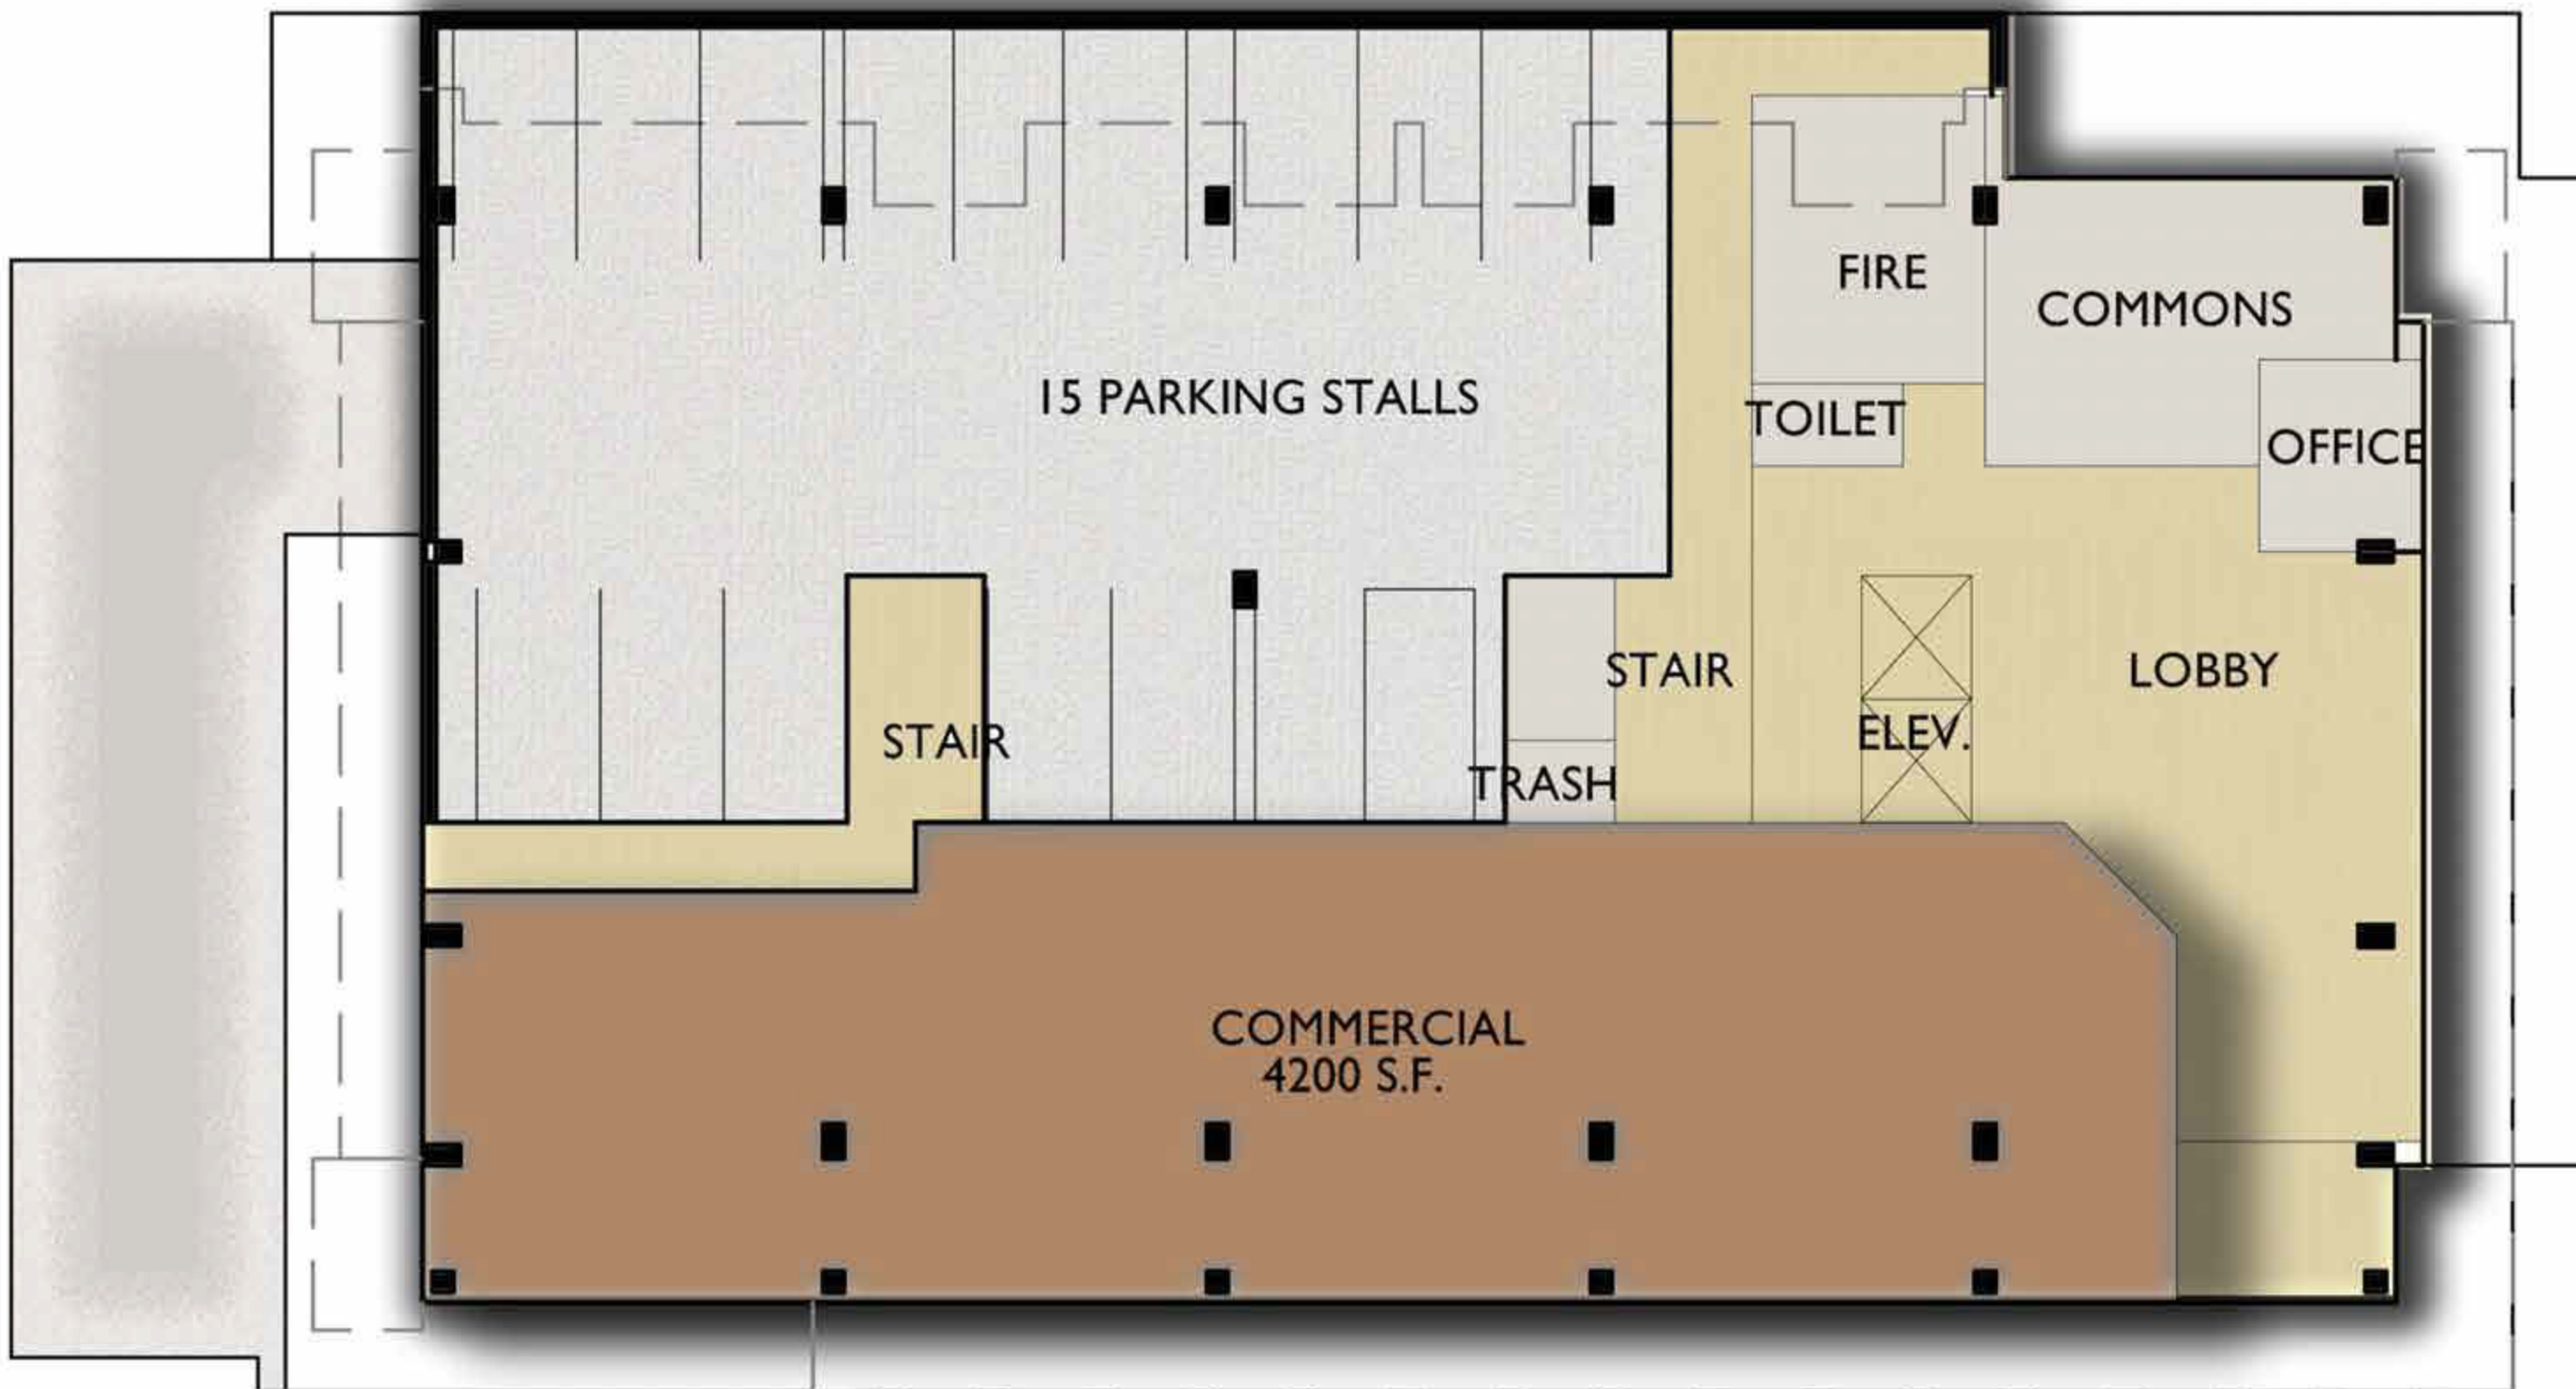 FIRE
COMMONS
15 PARKING STALLS
TOILET
OFFICE
STAIR
LOBBY
STAIR
ELEV.
TRASH
COMMERCIAL
4200 S.F.